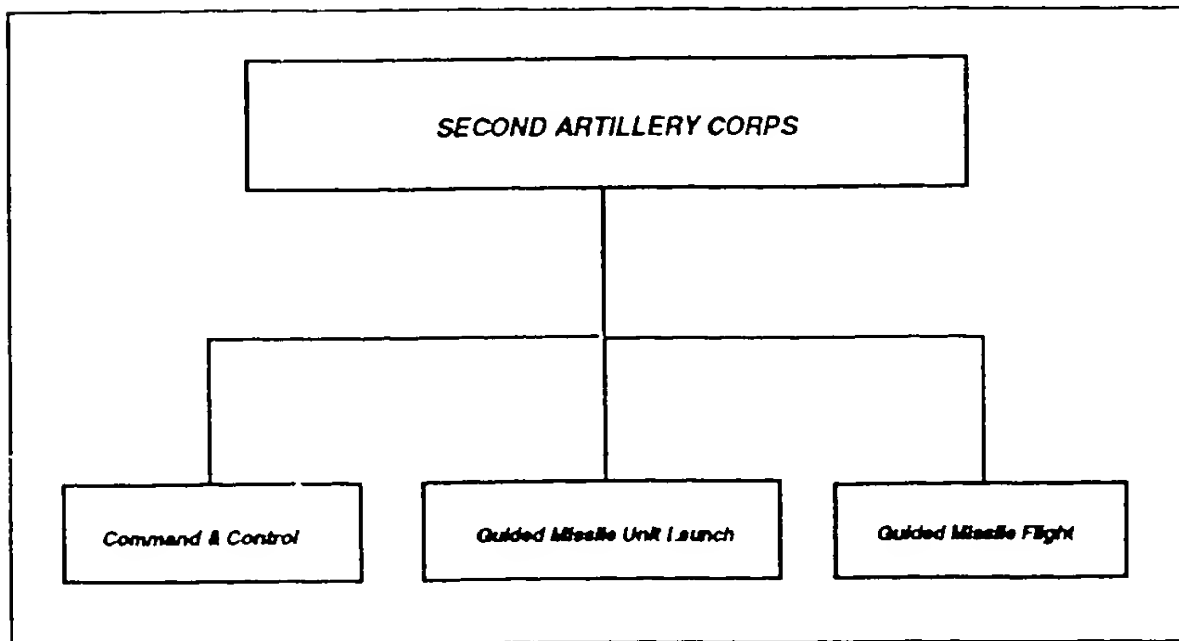 SECOND ARTILLERY CORPS
Command & Control
Guided Missile Unit Launch
Guided Missile Flight